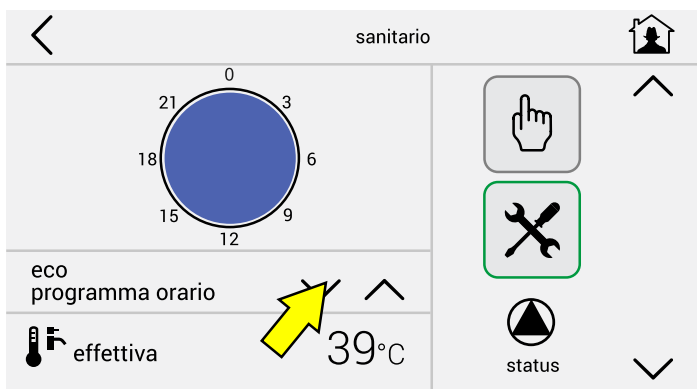 sanitario
0
21
3
18
6
15
9
12
eco
programma orario
effettiva
39°C
status